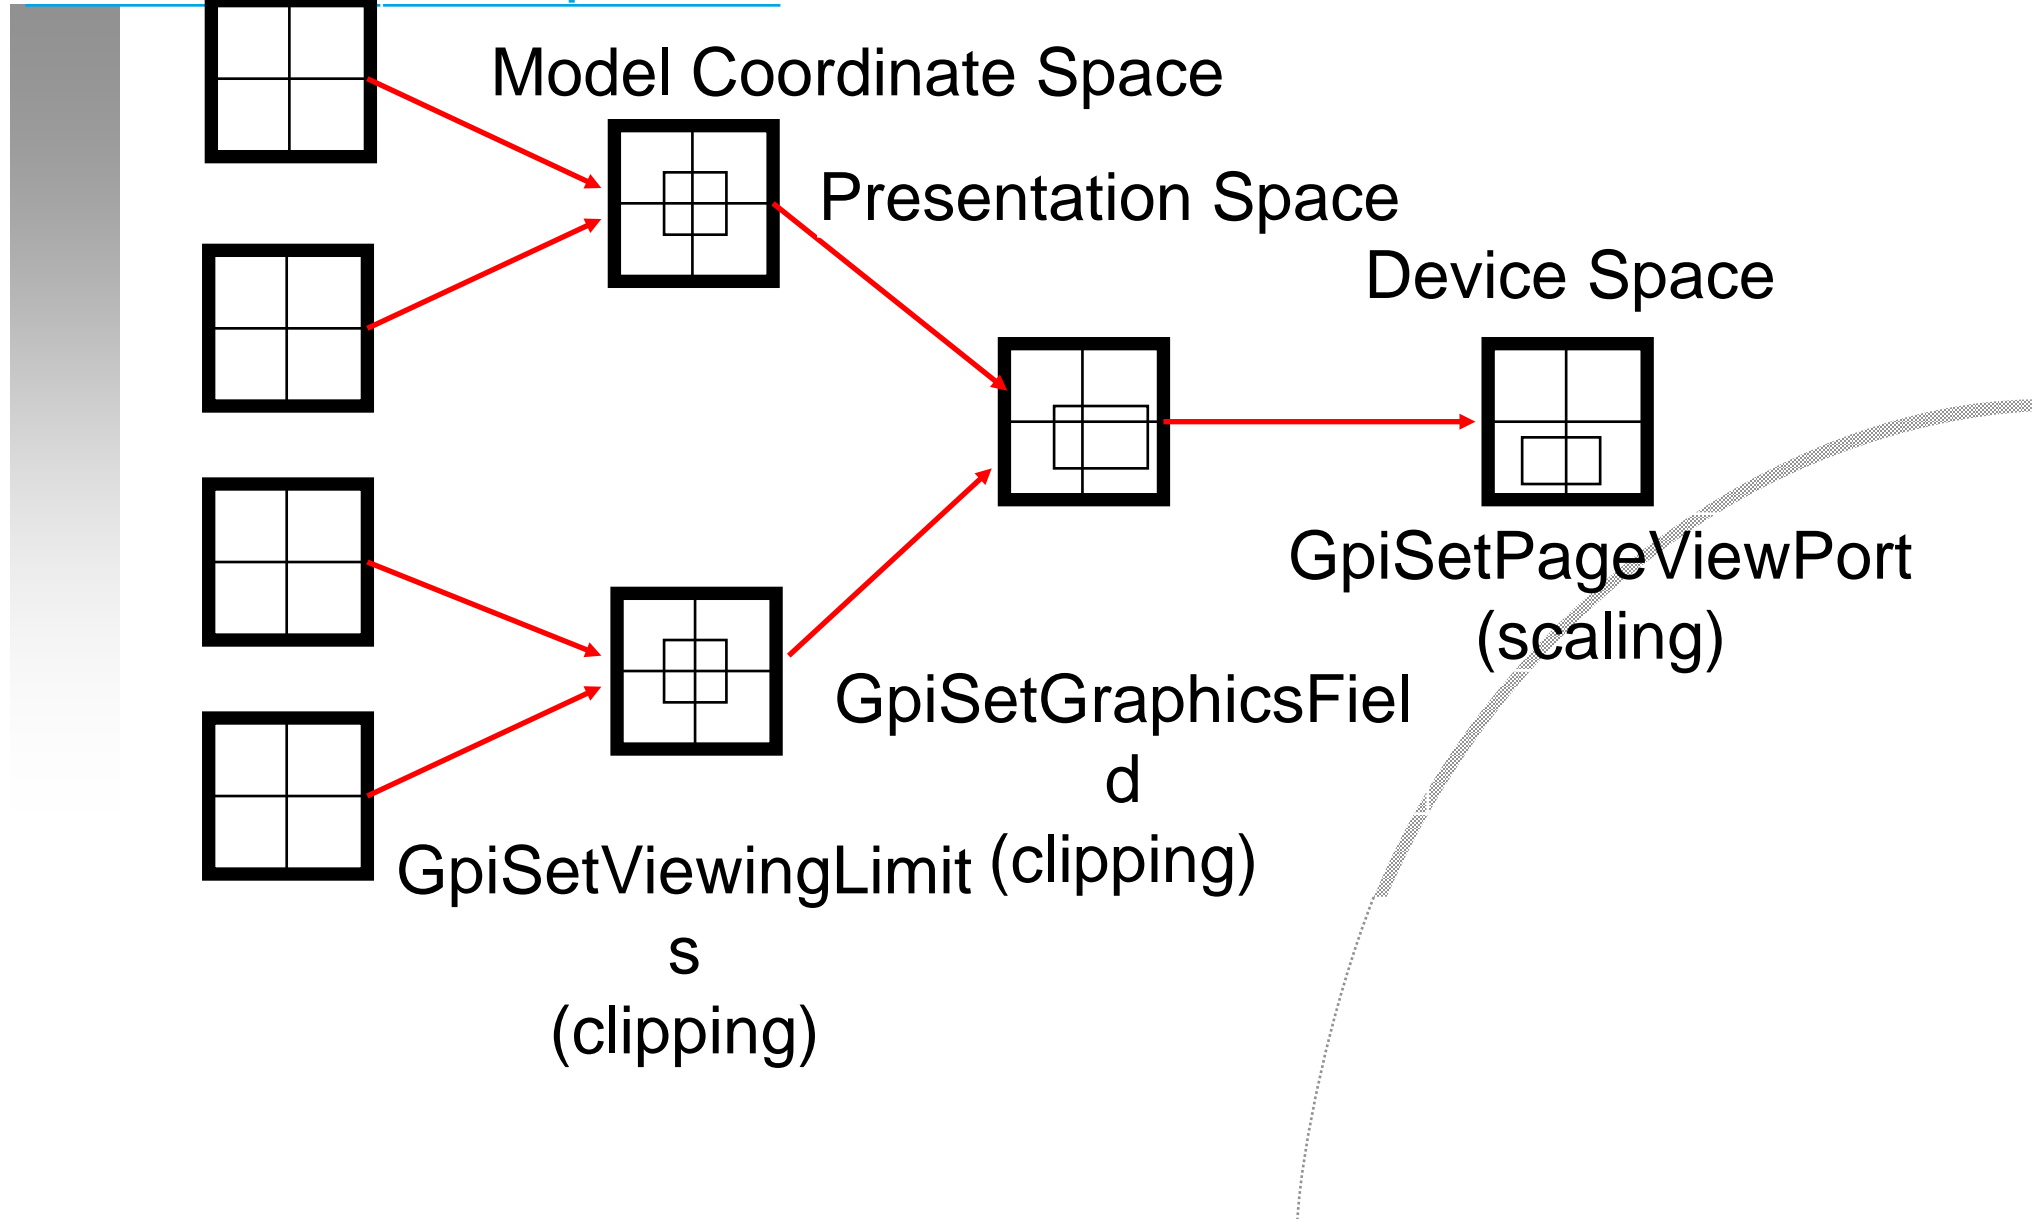 Model Coordinate Space
Presentation Space
Device Space
GpiSetPageViewPort
(scaling)
GpiSetGraphicsFiel
d
(clipping)
GpiSetViewingLimit
s
(clipping)